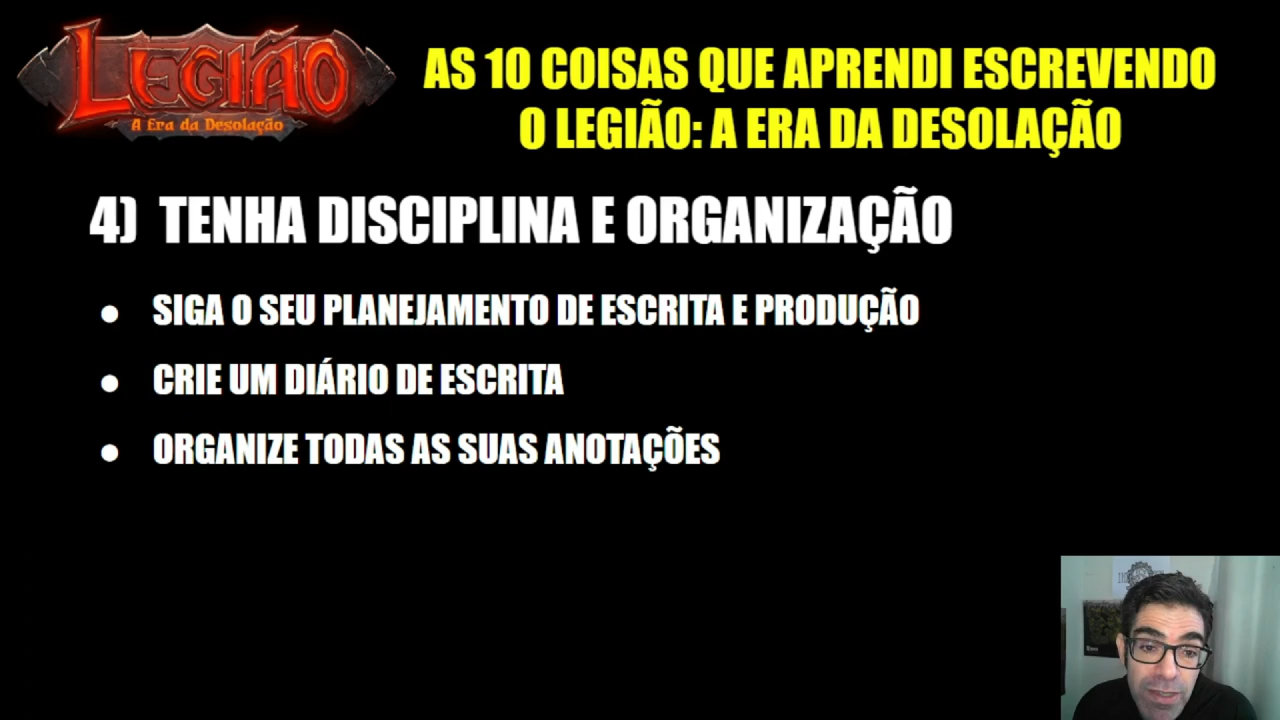 LEGIÃO
A Era da Desolação
AS 10 COISAS QUE APRENDI ESCREVENDO
O LEGIÃO: A ERA DA DESOLAÇÃO
4) TENHA DISCIPLINA E ORGANIZAÇÃO
● SIGA O SEU PLANEJAMENTO DE ESCRITA E PRODUÇÃO
● CRIE UM DIÁRIO DE ESCRITA
● ORGANIZE TODAS AS SUAS ANOTAÇÕES